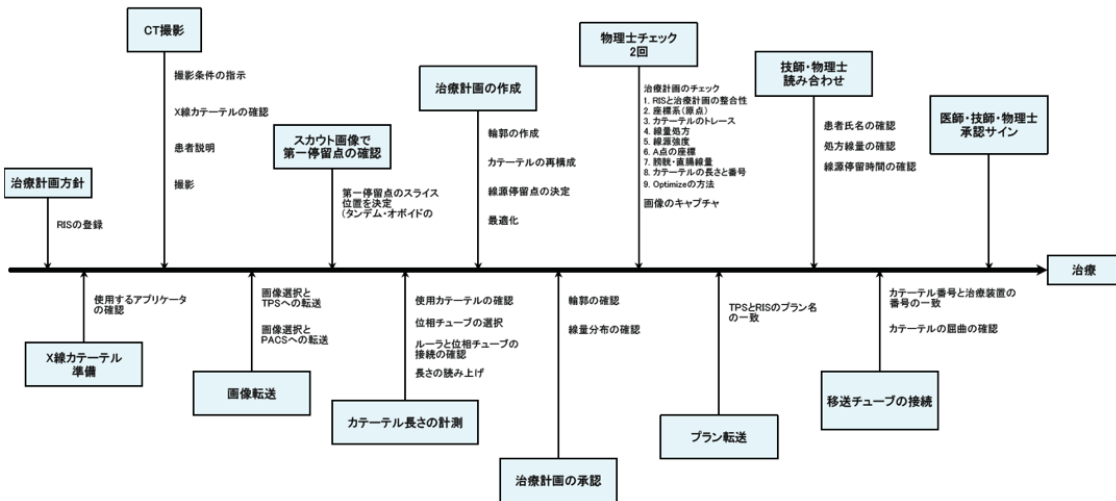 CT撮影
撮影条件の指示
X線カテーテルの確認
患者説明
撮影
物理士チェック
2回
治療計画のチェック
1. RISと治療計画の整合性
2. 座標系(原点)
3. カテーテルのトレース
4. 線量処方
5. 線源強度
6. A点の座標
7. 膀胱・直腸線量
8. カテーテルの長さと番号
9. Optimizeの方法
画像のキャプチャ
技師・物理士
読み合わせ
患者氏名の確認
処方線量の確認
線源停留時間の確認
治療計画の作成
輪郭の作成
カテーテルの再構成
線源停留点の決定
最適化
医師・技師・物理士
承認サイン
スカウト画像で
第一停留点の確認
第一停留点のスライス
位置を決定
(タンデム・オボイドの
治療計画方針
RISの登録
治療
使用するアプリケータ
の確認
X線カテーテル
準備
画像選択と
TPSへの転送
画像選択と
PACSへの転送
画像転送
使用カテーテルの確認
位相チューブの選択
ルーラと位相チューブの
接続の確認
長さの読み上げ
カテーテル長さの計測
輪郭の確認
線量分布の確認
治療計画の承認
TPSとRISのプラン名
の一致
プラン転送
カテーテル番号と治療装置の
番号の一致
カテーテルの屈曲の確認
移送チューブの接続